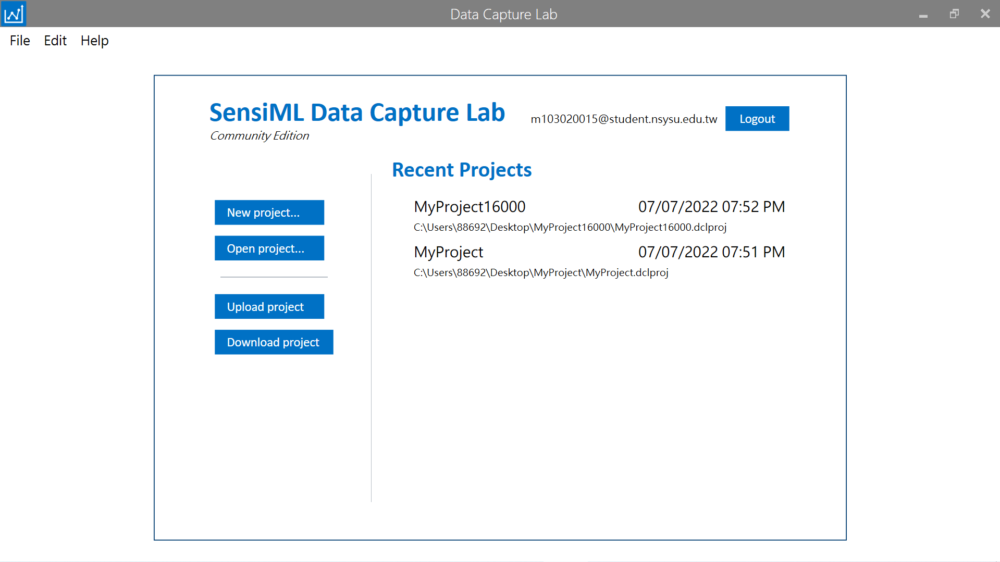 Data Capture Lab
File Edit Help
SensiML Data Capture Lab
Community Edition
m103020015@student.nsysu.edu.tw
Logout
New project...
Open project...
Upload project
Download project
Recent Projects
MyProject16000 07/07/2022 07:52 PM
C:\Users\88692\Desktop\MyProject16000\MyProject16000.dclproj
MyProject 07/07/2022 07:51 PM
C:\Users\88692\Desktop\MyProject\MyProject.dclproj